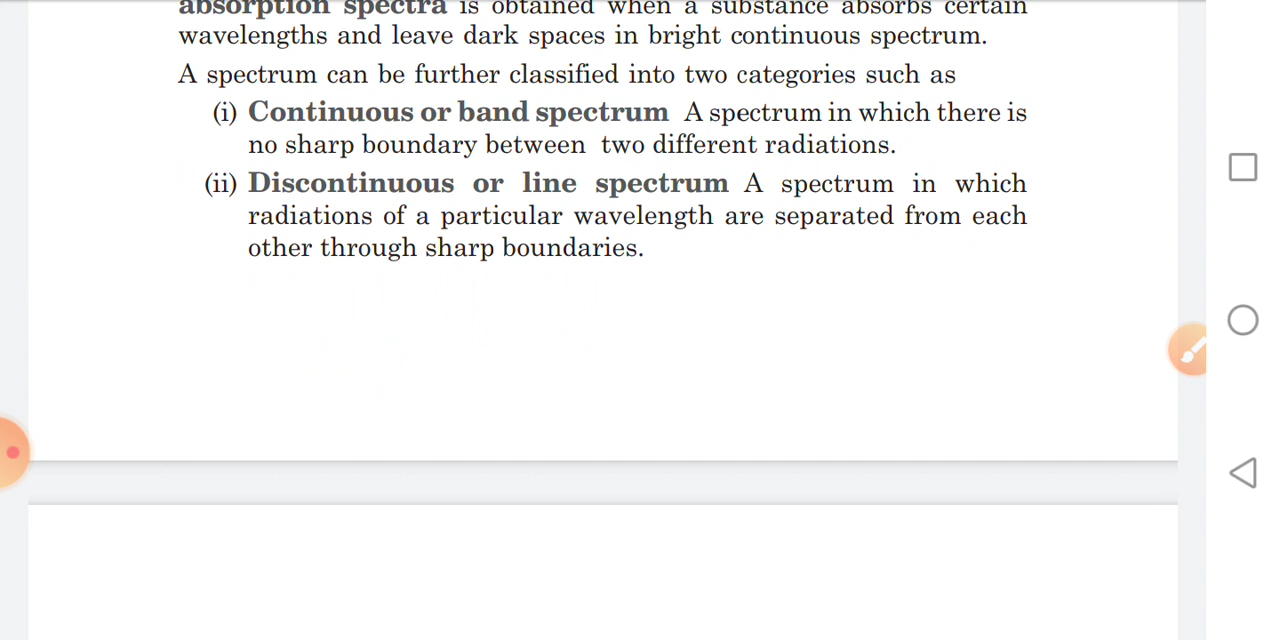 absorption spectra is obtained when a substance absorbs certain
wavelengths and leave dark spaces in bright continuous spectrum.
A spectrum can be further classified into two categories such as
(i) Continuous or band spectrum A spectrum in which there is
no sharp boundary between two different radiations.
(ii) Discontinuous or line spectrum A spectrum in which
radiations of a particular wavelength are separated from each
other through sharp boundaries.